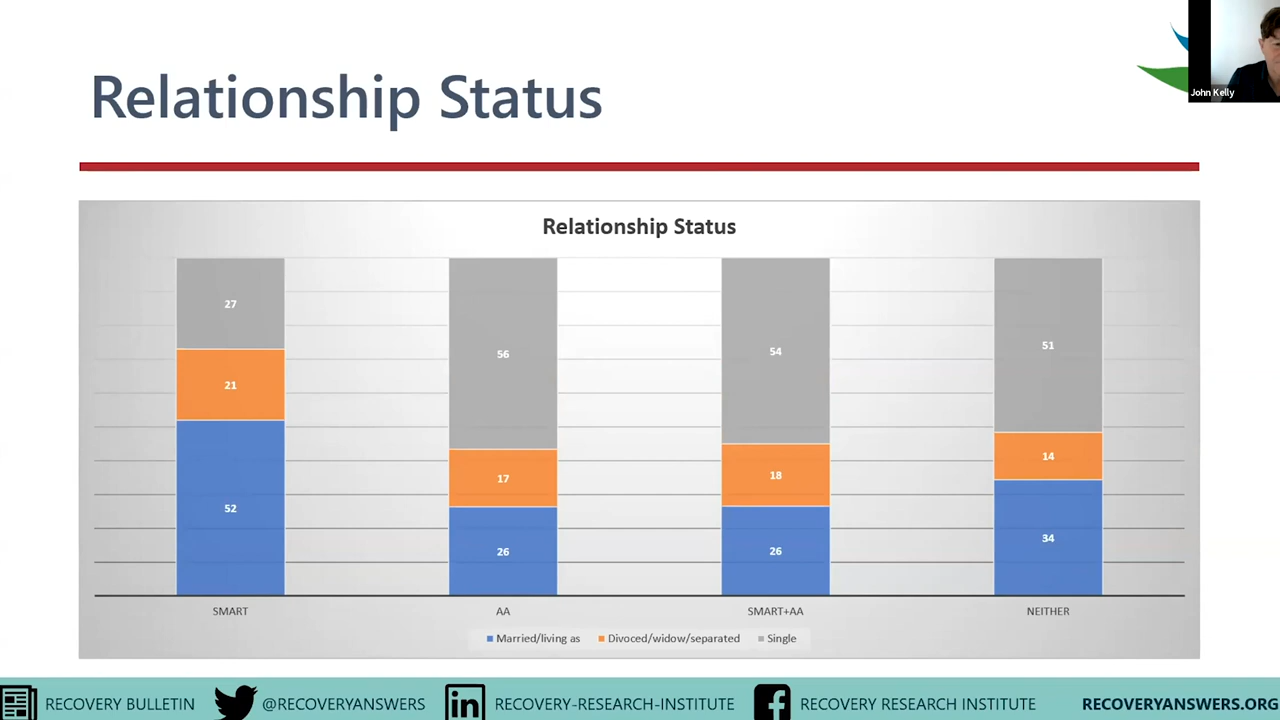 Relationship Status
John Kelly
Relationship Status
27
56
54
51
21
17
18
14
52
26
26
34
SMART
AA
SMART+AA
NEITHER
Married/living as
Divoced/widow/separated
Single
RECOVERY BULLETIN
@RECOVERYANSWERS
RECOVERY-RESEARCH-INSTITUTE
RECOVERY RESEARCH INSTITUTE
RECOVERYANSWERS.ORG